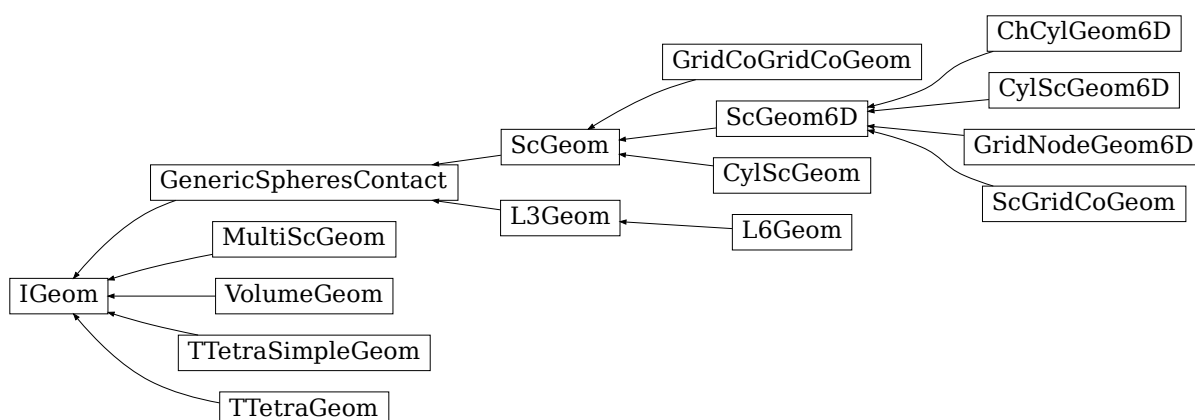 ChCylGeom6D
GridCoGridCoGeom
CylScGeom6D
ScGeom6D
GridNodeGeom6D
ScGeom
CylScGeom
GenericSpheresContact
ScGridCoGeom
L3Geom
L6Geom
MultiScGeom
IGeom
VolumeGeom
TTetraSimpleGeom
TTetraGeom